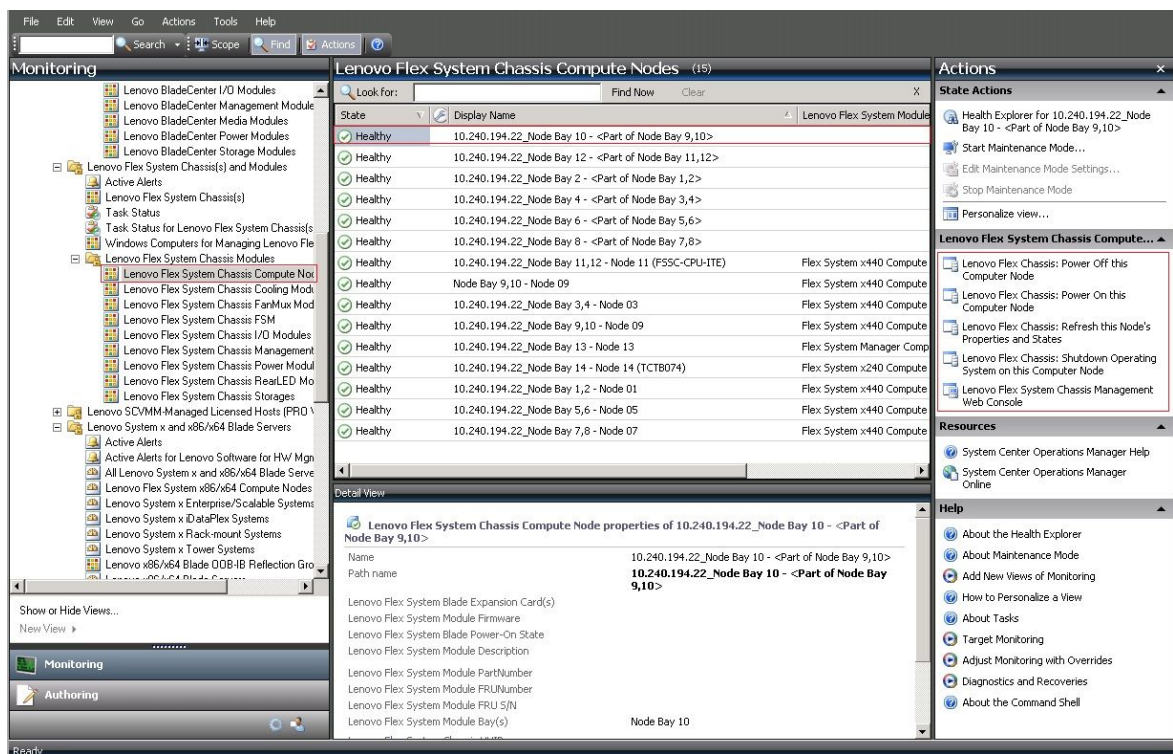 File Edit View Go Actions Tools Help
Search Scope Find Actions
Monitoring
Lenovo BladeCenter I/O Modules
Lenovo BladeCenter Management Module
Lenovo BladeCenter Media Modules
Lenovo BladeCenter Power Modules
Lenovo BladeCenter Storage Modules
Lenovo Flex System Chassis(s) and Modules
Active Alerts
Lenovo Flex System Chassis(s)
Task Status
Task Status for Lenovo Flex System Chassis(s
Windows Computers for Managing Lenovo Fle
Lenovo Flex System Chassis Modules
Lenovo Flex System Chassis Compute Noc
Lenovo Flex System Chassis Cooling Modu
Lenovo Flex System Chassis FanMux Mod
Lenovo Flex System Chassis FSM
Lenovo Flex System Chassis I/O Modules
Lenovo Flex System Chassis Management
Lenovo Flex System Chassis Power Modul
Lenovo Flex System Chassis RearLED Mo
Lenovo Flex System Chassis Storages
Lenovo SCVMM-Managed Licensed Hosts (PRO
Lenovo System x and x86/x64 Blade Servers
Active Alerts
Active Alerts for Lenovo Software for HW Mgn
All Lenovo System x and x86/x64 Blade Serve
Lenovo Flex System x86/x64 Compute Nodes
Lenovo System x Enterprise/Scalable Systems
Lenovo System x iDataPlex Systems
Lenovo System x Rack-mount Systems
Lenovo System x Tower Systems
Lenovo x86/x64 Blade OOB-IB Reflection Gro
Show or Hide Views...
New View
Monitoring
Authoring
Lenovo Flex System Chassis Compute Nodes (15)
Look for: Find Now Clear X
State Display Name Lenovo Flex System Module
Healthy 10.240.194.22_Node Bay 10 - <Part of Node Bay 9,10>
Healthy 10.240.194.22_Node Bay 12 - <Part of Node Bay 11,12>
Healthy 10.240.194.22_Node Bay 2 - <Part of Node Bay 1,2>
Healthy 10.240.194.22_Node Bay 4 - <Part of Node Bay 3,4>
Healthy 10.240.194.22_Node Bay 6 - <Part of Node Bay 5,6>
Healthy 10.240.194.22_Node Bay 8 - <Part of Node Bay 7,8>
Healthy 10.240.194.22_Node Bay 11,12 - Node 11 (FSSC-CPU-ITE) Flex System x440 Compute
Healthy Node Bay 9,10 - Node 09 Flex System x440 Compute
Healthy 10.240.194.22_Node Bay 3,4 - Node 03 Flex System x440 Compute
Healthy 10.240.194.22_Node Bay 9,10 - Node 09 Flex System x440 Compute
Healthy 10.240.194.22_Node Bay 13 - Node 13 Flex System Manager Comp
Healthy 10.240.194.22_Node Bay 14 - Node 14 (TCTB074) Flex System x240 Compute
Healthy 10.240.194.22_Node Bay 1,2 - Node 01 Flex System x440 Compute
Healthy 10.240.194.22_Node Bay 5,6 - Node 05 Flex System x440 Compute
Healthy 10.240.194.22_Node Bay 7,8 - Node 07 Flex System x440 Compute
Detail View
Lenovo Flex System Chassis Compute Node properties of 10.240.194.22_Node Bay 10 - <Part of
Node Bay 9,10>
Name 10.240.194.22_Node Bay 10 - <Part of Node Bay 9,10>
Path name 10.240.194.22_Node Bay 10 - <Part of Node Bay
9,10>
Lenovo Flex System Blade Expansion Card(s)
Lenovo Flex System Module Firmware
Lenovo Flex System Blade Power-On State
Lenovo Flex System Module Description
Lenovo Flex System Module PartNumber
Lenovo Flex System Module FRUNumber
Lenovo Flex System Module FRU S/N
Lenovo Flex System Module Bay(s) Node Bay 10
Actions x
State Actions
Health Explorer for 10.240.194.22_Node
Bay 10 - <Part of Node Bay 9,10>
Start Maintenance Mode...
Edit Maintenance Mode Settings...
Stop Maintenance Mode
Personalize view...
Lenovo Flex System Chassis Compute...
Lenovo Flex Chassis: Power Off this
Computer Node
Lenovo Flex Chassis: Power On this
Computer Node
Lenovo Flex Chassis: Refresh this Node's
Properties and States
Lenovo Flex Chassis: Shutdown Operating
System on this Computer Node
Lenovo Flex System Chassis Management
Web Console
Resources
System Center Operations Manager Help
System Center Operations Manager
Online
Help
About the Health Explorer
About Maintenance Mode
Add New Views of Monitoring
How to Personalize a View
About Tasks
Target Monitoring
Adjust Monitoring with Overrides
Diagnostics and Recoveries
About the Command Shell
Ready